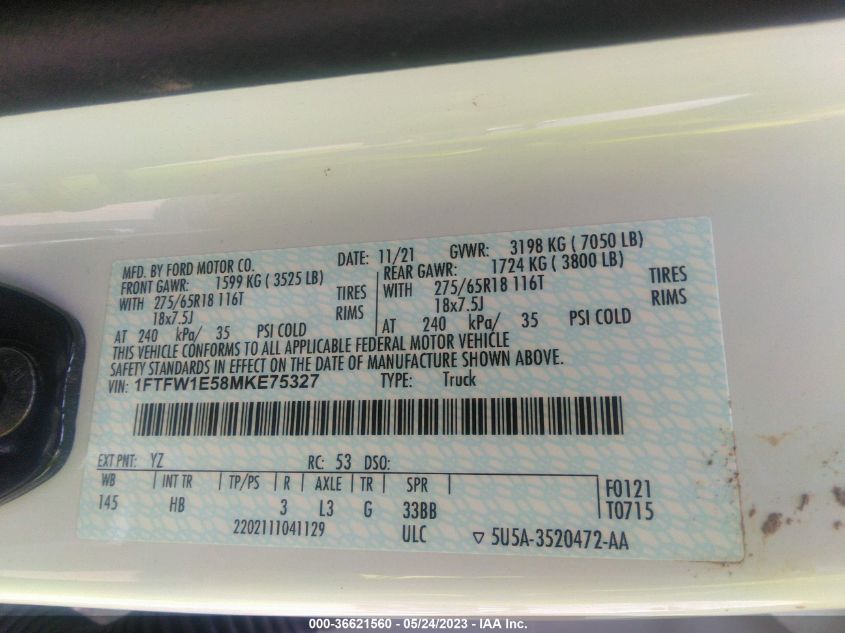 MFD. BY FORD MOTOR CO. DATE: 11/21 GVWR: 3198 KG ( 7050 LB)
FRONT GAWR: 1599 KG ( 3525 LB) REAR GAWR: 1724 KG ( 3800 LB)
WITH 275/65R18 116T TIRES WITH 275/65R18 116T TIRES
18x7.5J RIMS 18x7.5J RIMS
AT 240 kPa/ 35 PSI COLD AT 240 kPa/ 35 PSI COLD
THIS VEHICLE CONFORMS TO ALL APPLICABLE FEDERAL MOTOR VEHICLE
SAFETY STANDARDS IN EFFECT ON THE DATE OF MANUFACTURE SHOWN ABOVE.
VIN: 1FTFW1E58MKE75327 TYPE: Truck
EXT PNT: YZ RC: 53 DSO:
WB INT TR TP/PS R AXLE TR SPR F0121
145 HB 3 L3 G 33BB T0715
2202111041129 ULC ▽ 5U5A-3520472-AA
000-36621560 - 05/24/2023 - IAA Inc.